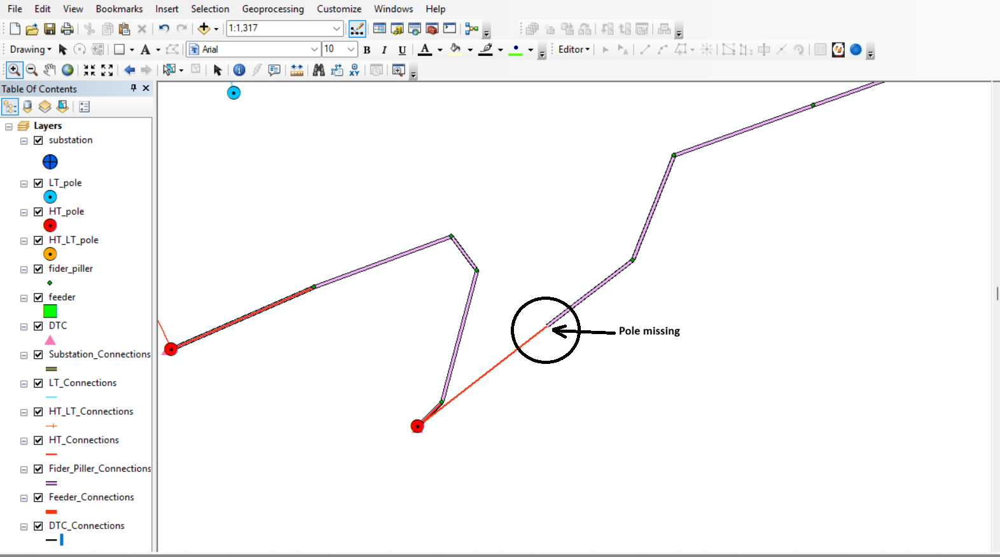 File Edit View Bookmarks Insert Selection Geoprocessing Customize Windows Help
1:1,317
Drawing A Arial 10 B I U A Editor
XY
Table Of Contents
Layers
substation
LT_pole
HT_pole
HT_LT_pole
fider_piller
feeder
DTC
Substation_Connections
LT_Connections
HT_LT_Connections
HT_Connections
Fider_Piller_Connections
Feeder_Connections
DTC_Connections
Pole missing